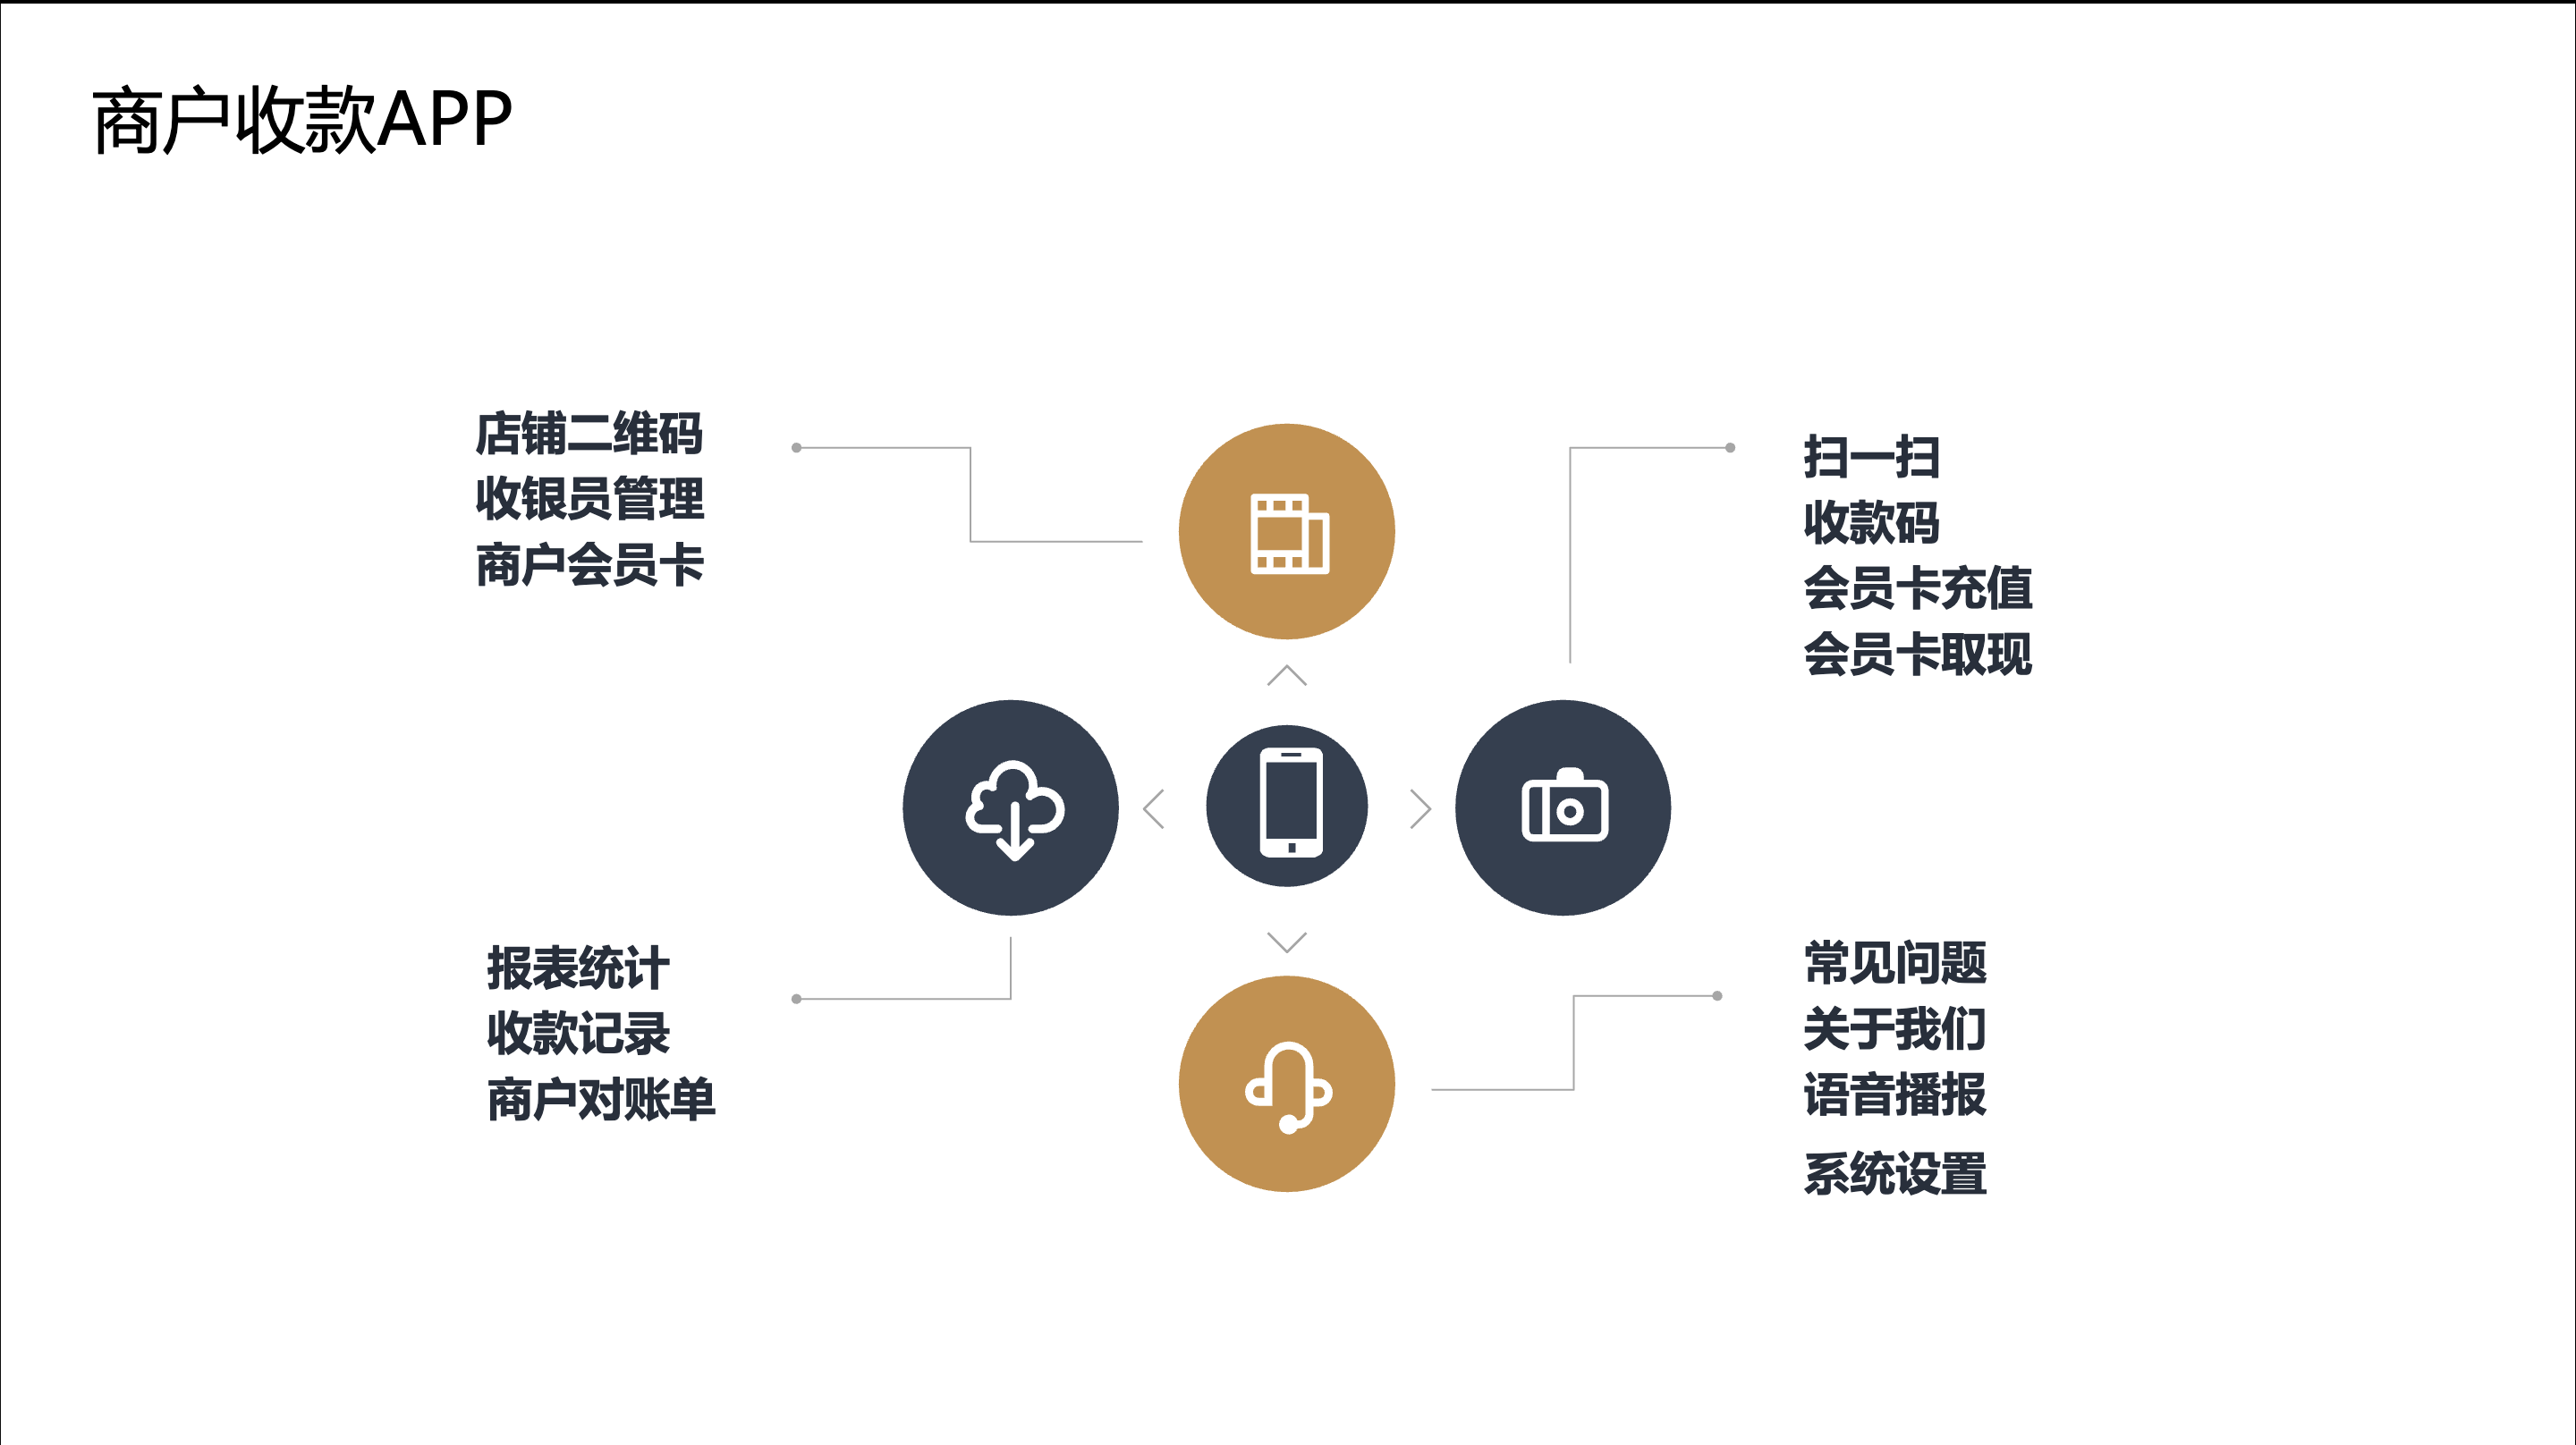 商户收款APP
店铺二维码
收银员管理
商户会员卡
扫一扫
收款码
会员卡充值
会员卡取现
报表统计
收款记录
商户对账单
常见问题
关于我们
语音播报
系统设置